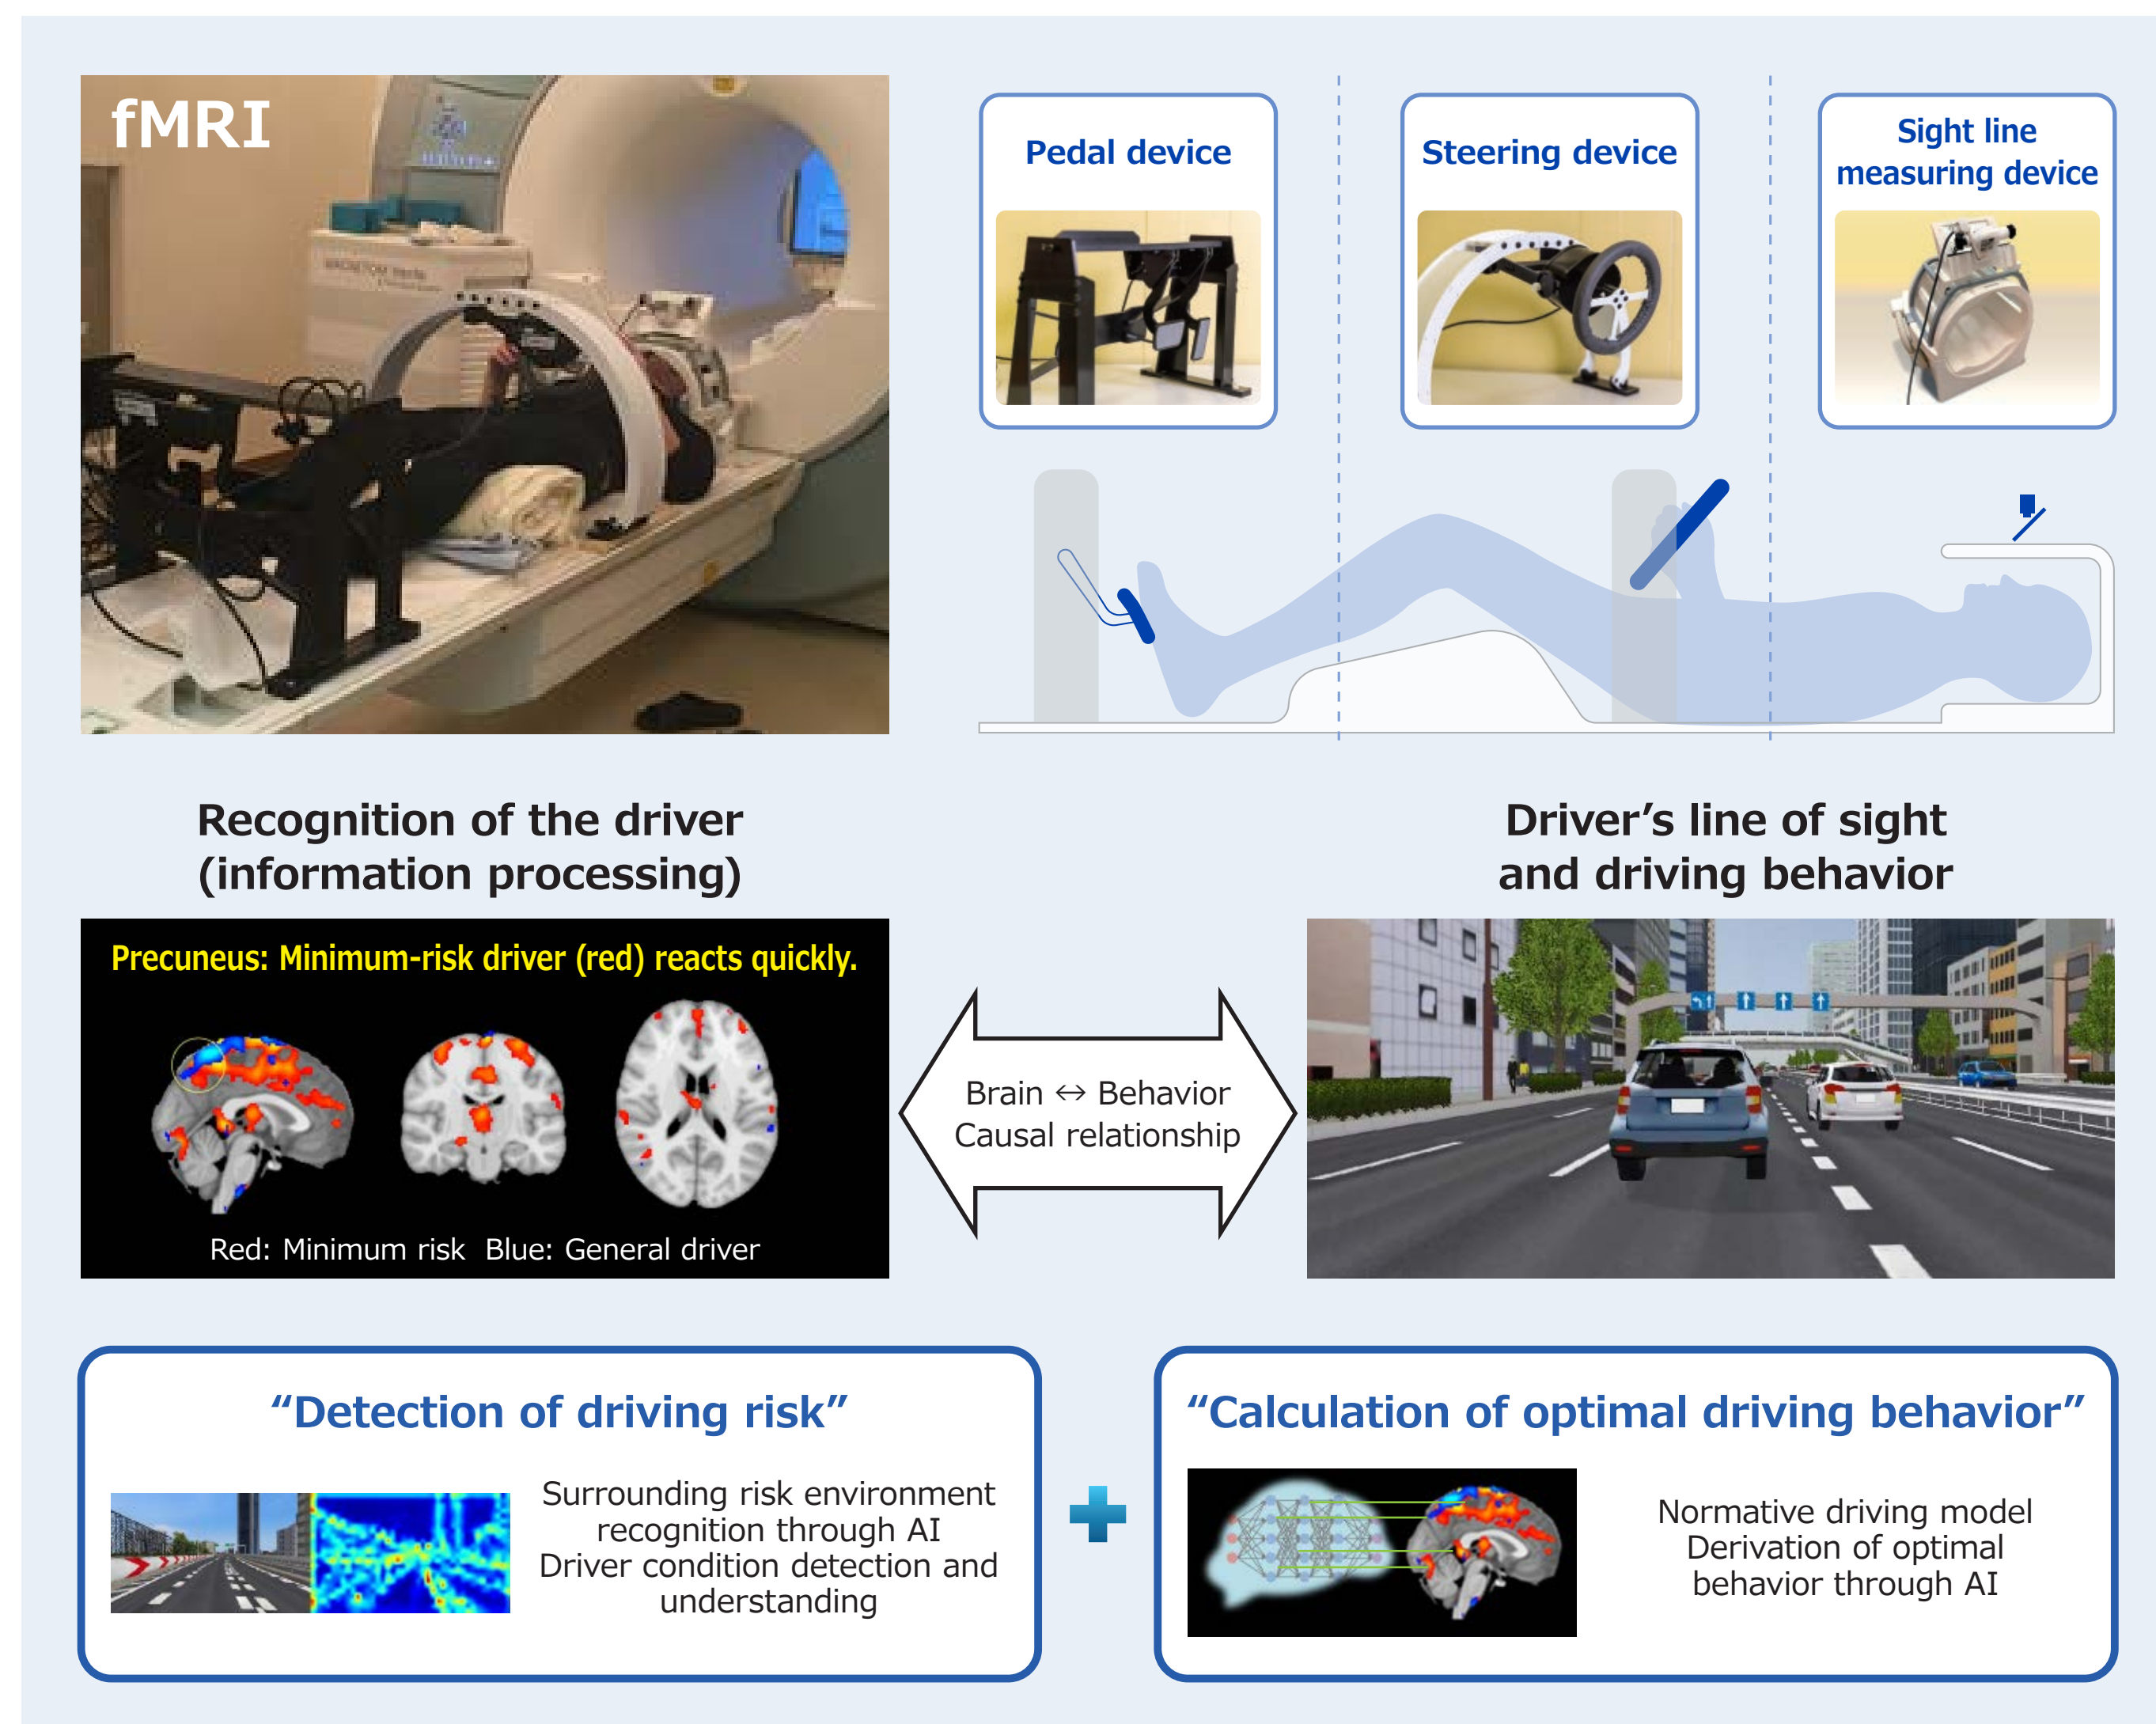 fMRI
Pedal device
Steering device
Sight line
measuring device
Recognition of the driver
(information processing)
Driver’s line of sight
and driving behavior
Precuneus: Minimum-risk driver (red) reacts quickly.
Red: Minimum risk Blue: General driver
Brain ↔ Behavior
Causal relationship
“Detection of driving risk”
Surrounding risk environment
recognition through AI
Driver condition detection and
understanding
“Calculation of optimal driving behavior”
Normative driving model
Derivation of optimal
behavior through AI